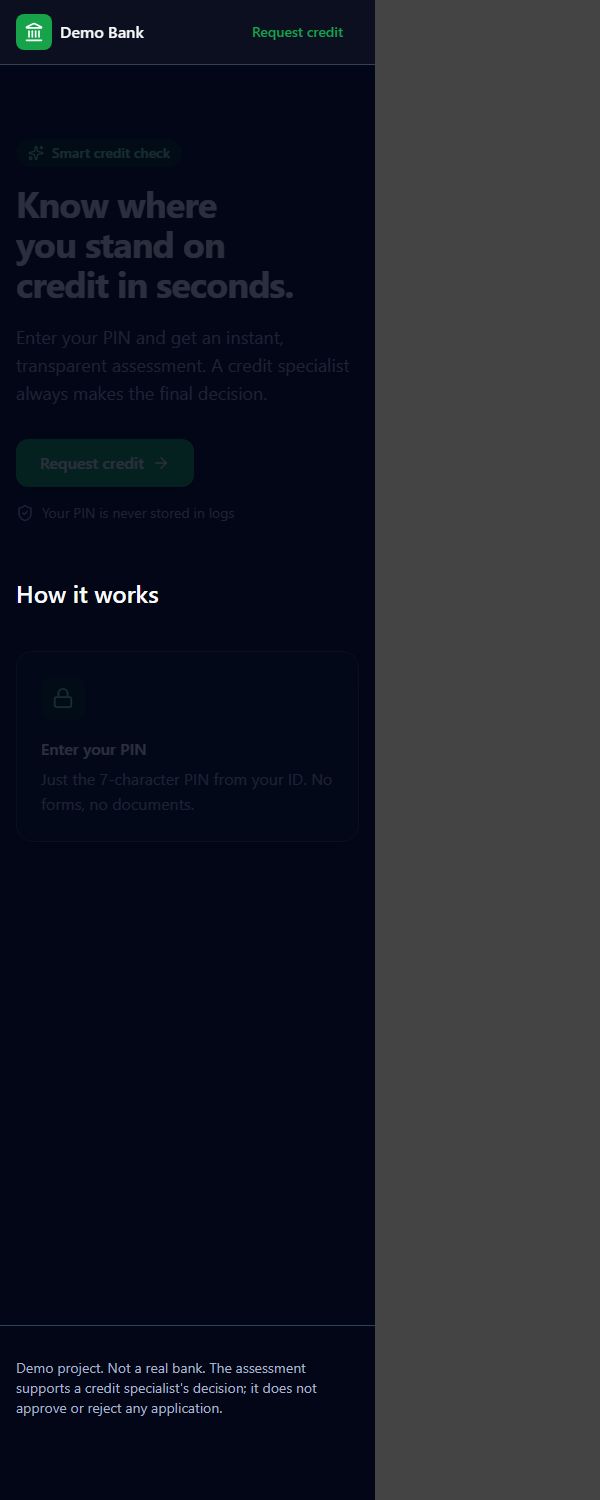 Demo Bank
Request credit
Smart credit check
Know where
you stand on
credit in seconds.
Enter your PIN and get an instant,
transparent assessment. A credit specialist
always makes the final decision.
Request credit
Your PIN is never stored in logs
How it works
Enter your PIN
Just the 7-character PIN from your ID. No
forms, no documents.
Demo project. Not a real bank. The assessment
supports a credit specialist's decision; it does not
approve or reject any application.